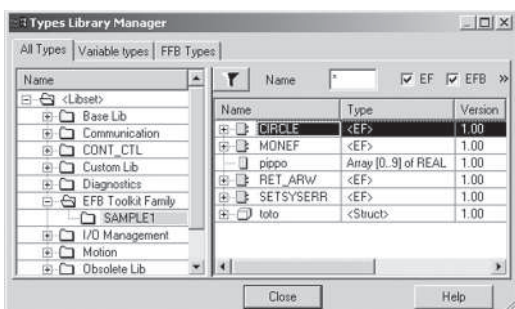 Types Library Manager
All Types Variable types FFB Types
Name
<Libset>
Base Lib
Communication
CONT_CTL
Custom Lib
Diagnostics
EFB Toolkit Family
SAMPLE1
I/O Management
Motion
Obsolete Lib
Name * EF EFB »
Name Type Version
CIRCLE <EF> 1.00
MONEF <EF> 1.00
pippo Array [0..9] of REAL 1.00
RET_ARW <EF> 1.00
SETSYSERR <EF> 1.00
toto <Struct> 1.00
Close Help